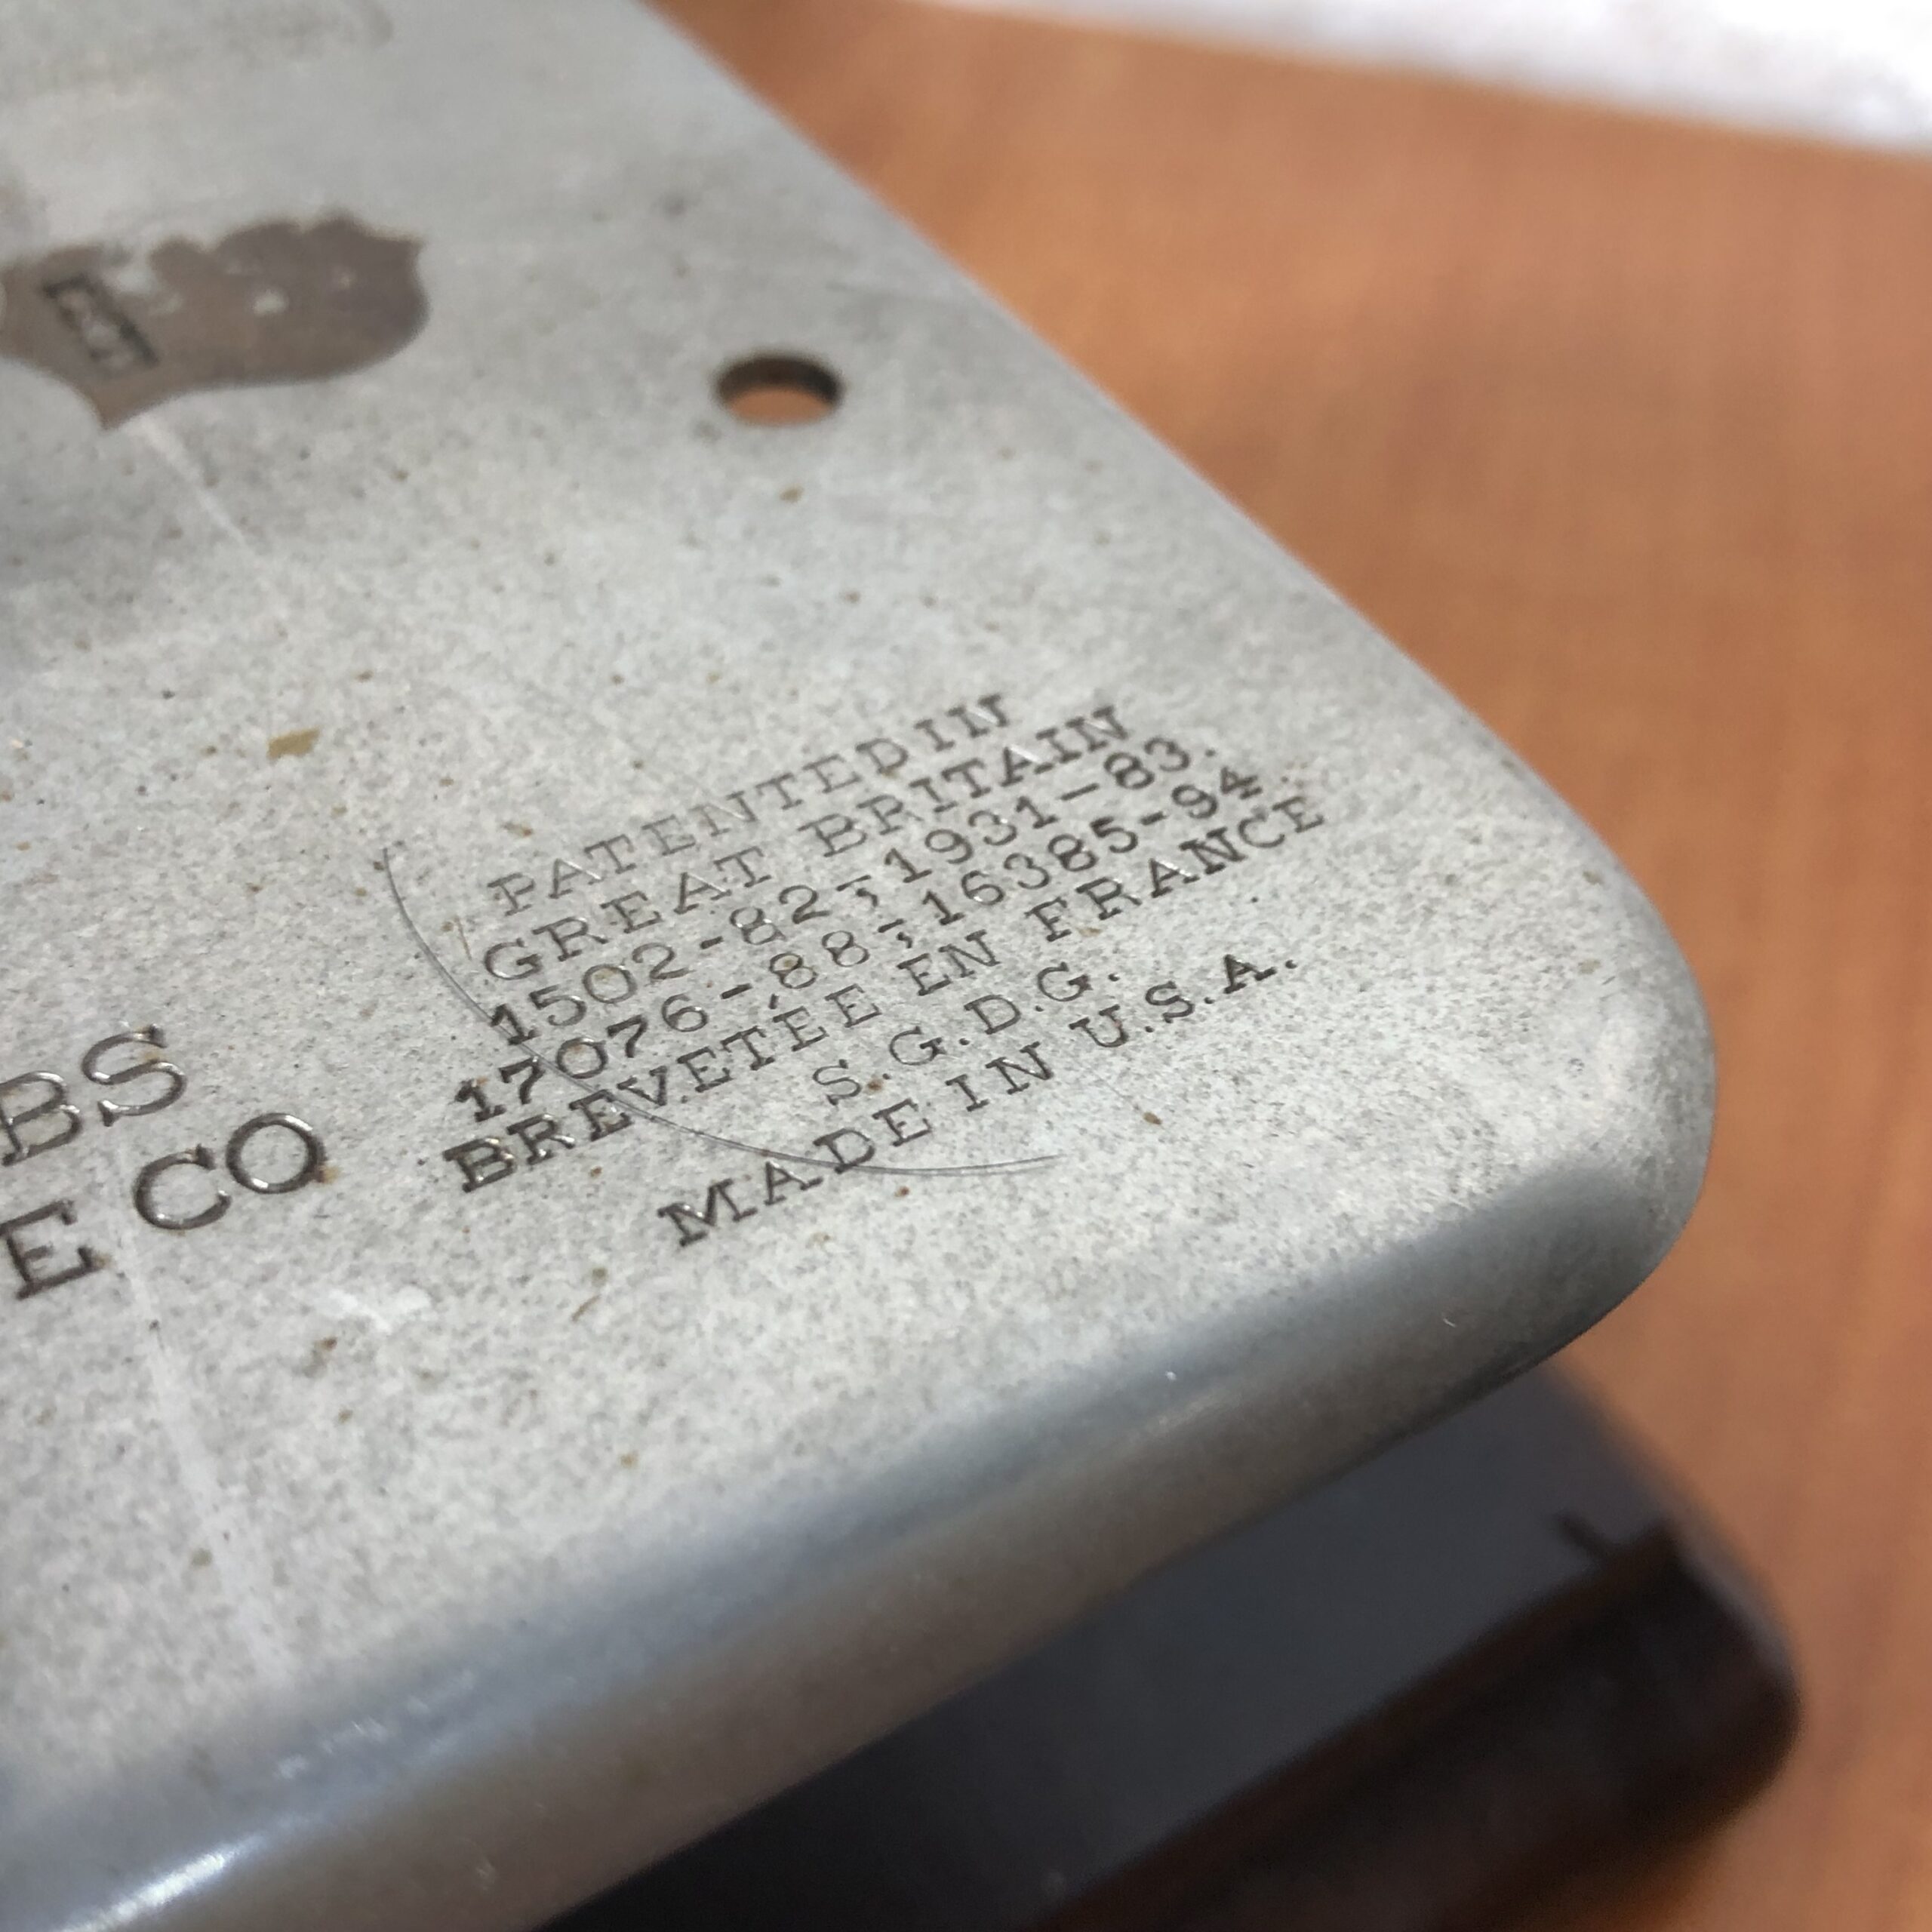 PATENTED IN
GREAT BRITAIN
1502-82;1931-83.
17076-88;16385-94
BREVETÉE EN FRANCE
S.G.D.G.
MADE IN U.S.A.
BS
E CO